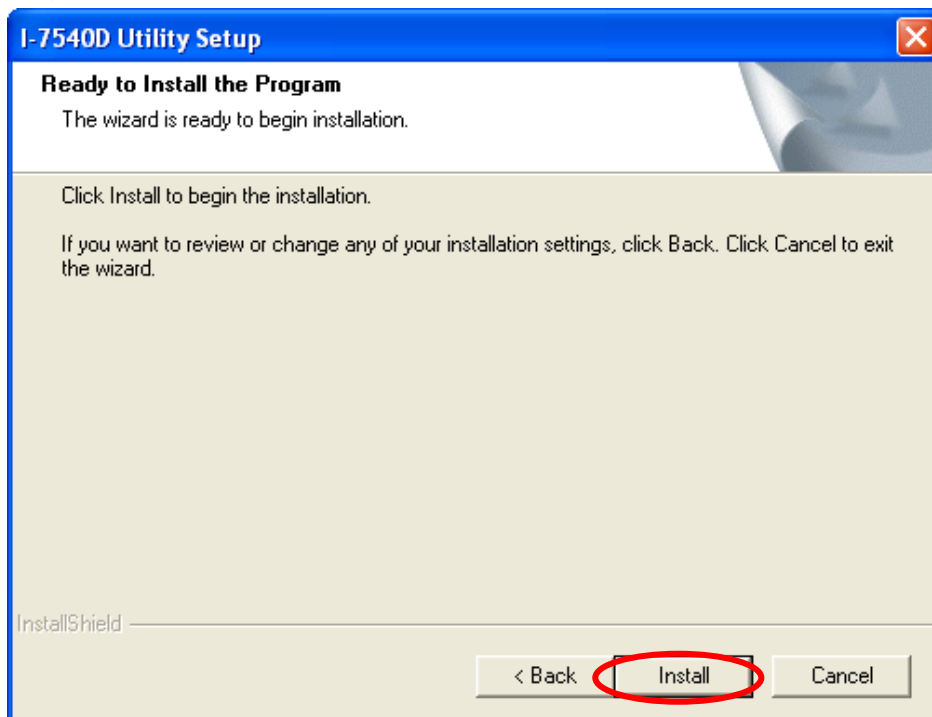 I-7540D Utility Setup
Ready to Install the Program
The wizard is ready to begin installation.
Click Install to begin the installation.
If you want to review or change any of your installation settings, click Back. Click Cancel to exit
the wizard.
InstallShield
< Back Install Cancel